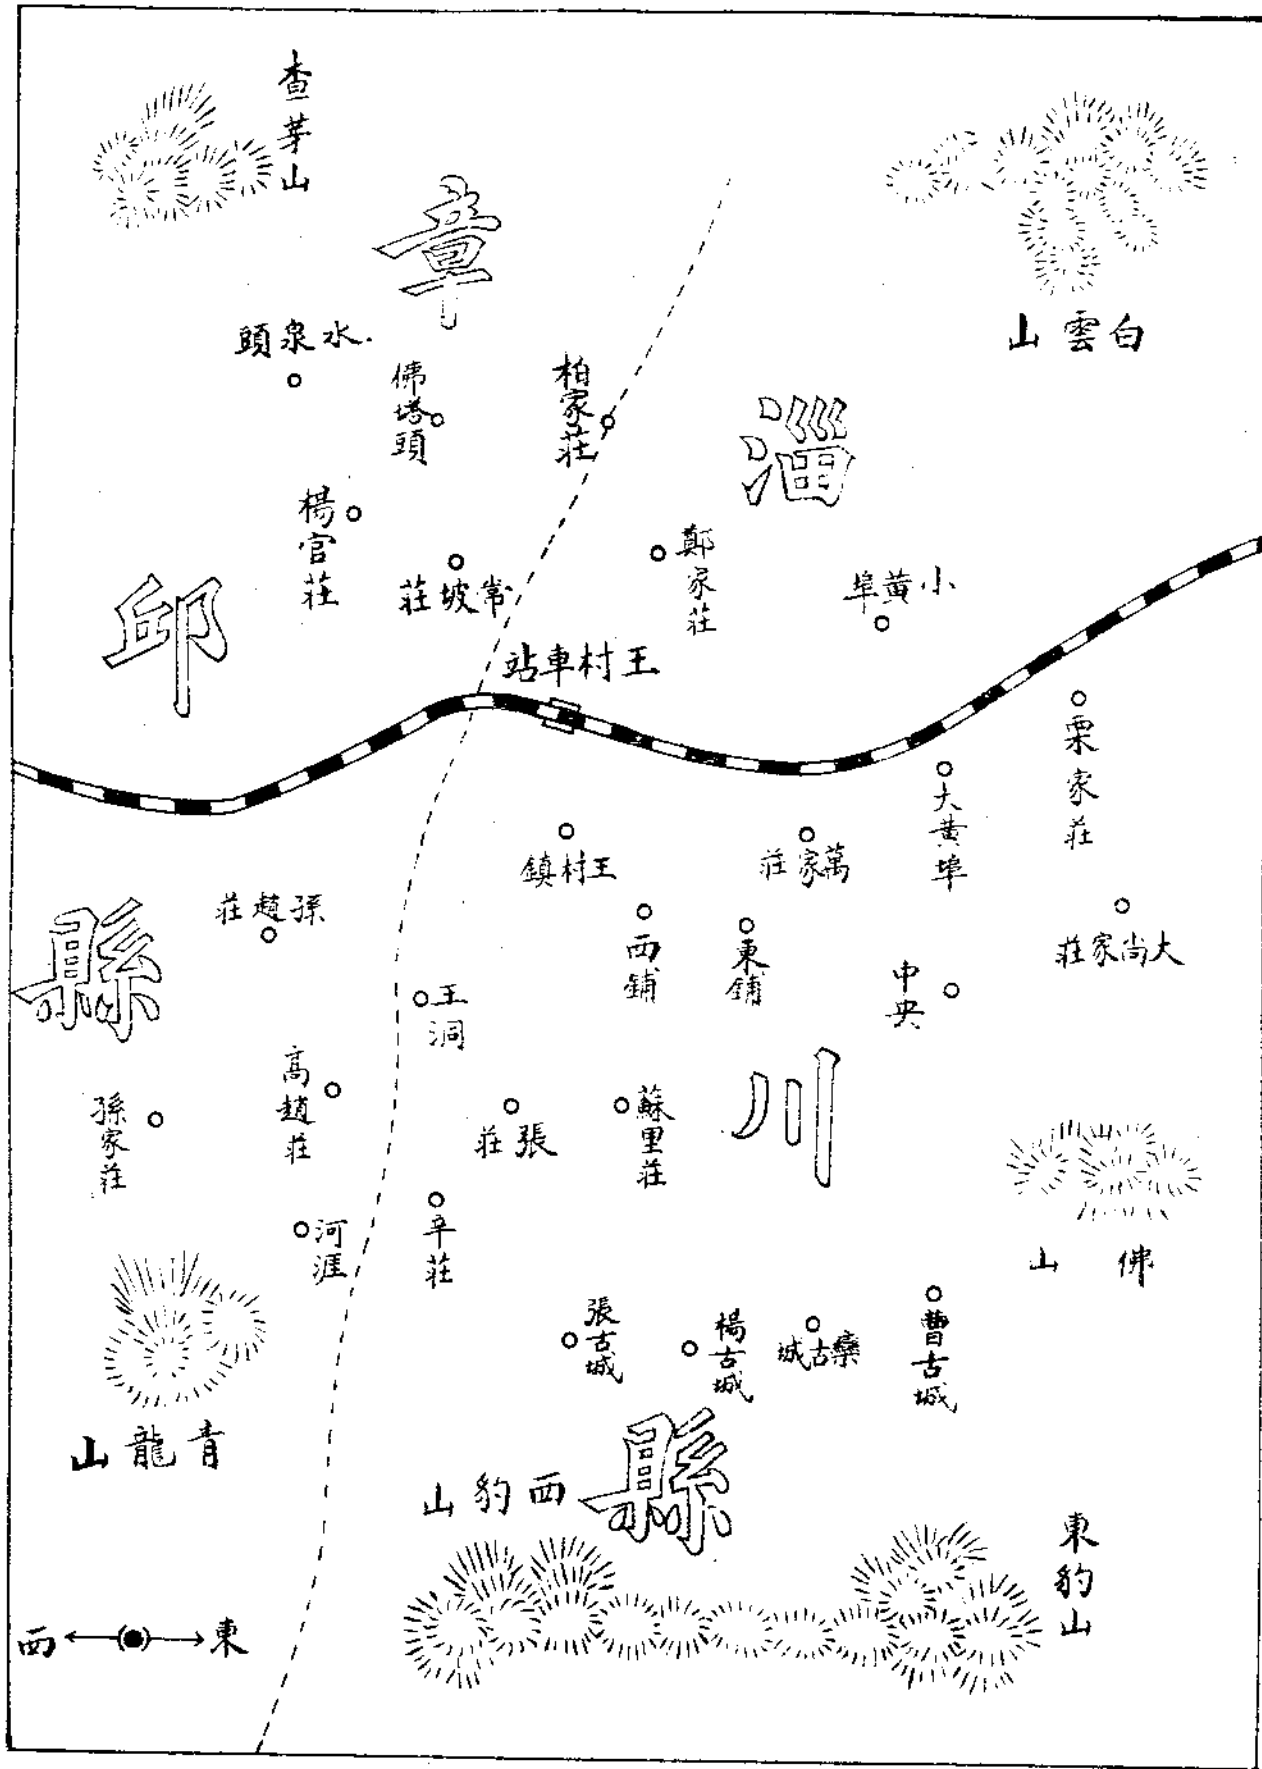 查芽山
白雲山
章
邱
縣
淄
川
縣
水泉頭
佛塔頭
柏家莊
楊官莊
常坡莊
鄭家莊
小黃埠
王村車站
栗家莊
大黃埠
王村鎮
萬家莊
孫趙莊
西鋪
東鋪
大尚家莊
中央
王洞
高趙莊
孫家莊
張莊
蘇里莊
河涯
辛莊
佛山
張古城
楊古城
欒古城
曹古城
青龍山
西豹山
東豹山
西
東